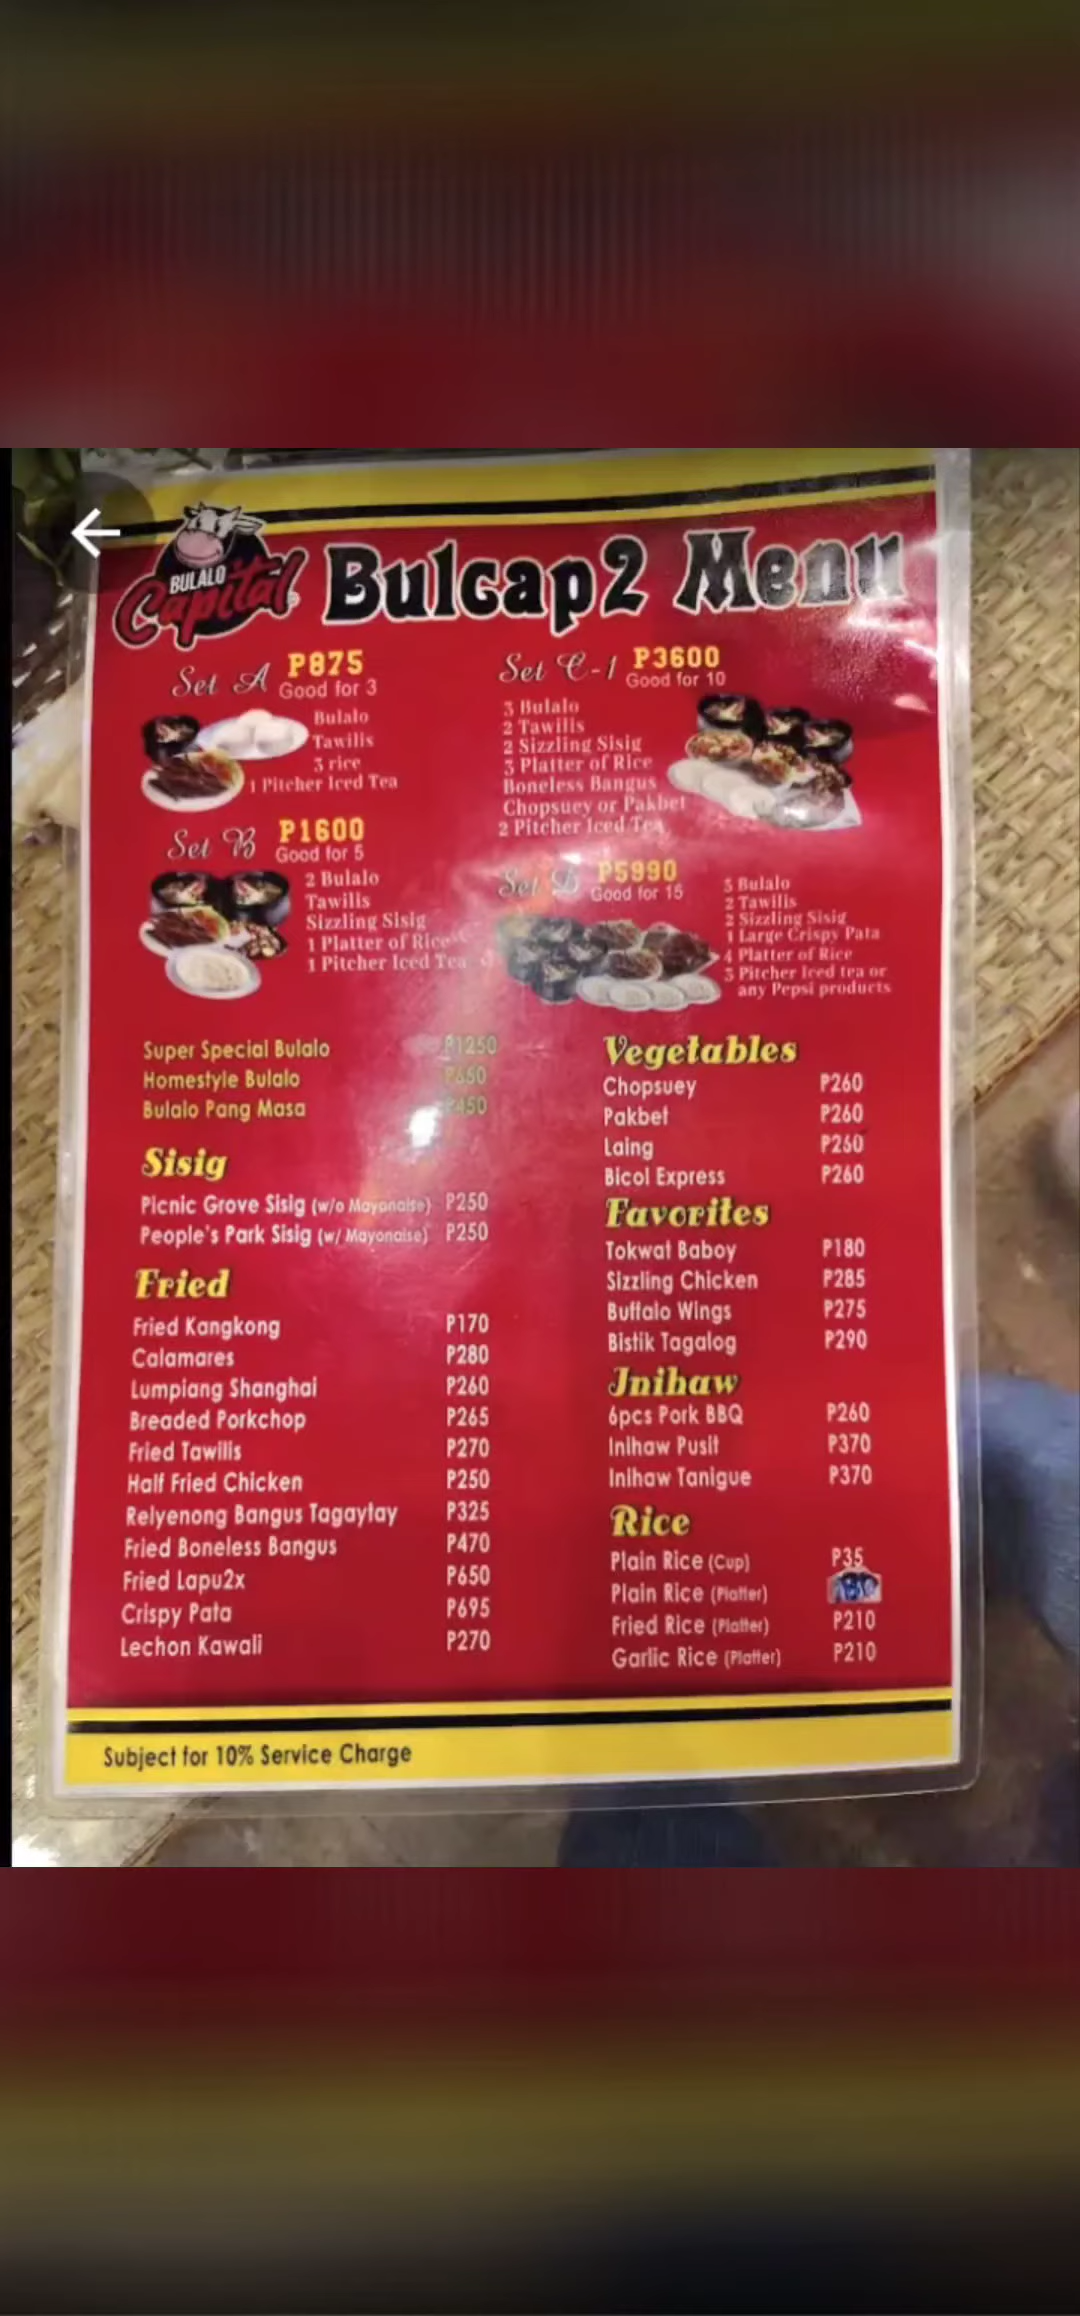 BULALO
Capital
Bulcap2 Menu
Set A P875
Good for 3
Bulalo
Tawilis
3 rice
1 Pitcher Iced Tea
Set B P1600
Good for 5
2 Bulalo
Tawilis
Sizzling Sisig
1 Platter of Rice
1 Pitcher Iced Tea
Set C-1 P3600
Good for 10
3 Bulalo
2 Tawilis
2 Sizzling Sisig
3 Platter of Rice
Boneless Bangus
Chopsuey or Pakbet
2 Pitcher Iced Tea
Set D P5990
Good for 15
5 Bulalo
2 Tawilis
2 Sizzling Sisig
1 Large Crispy Pata
4 Platter of Rice
3 Pitcher Iced tea or
any Pepsi products
Super Special Bulalo P1250
Homestyle Bulalo P650
Bulalo Pang Masa P450
Sisig
Picnic Grove Sisig (w/o Mayonaise) P250
People's Park Sisig (w/ Mayonaise) P250
Fried
Fried Kangkong P170
Calamares P280
Lumpiang Shanghai P260
Breaded Porkchop P265
Fried Tawilis P270
Half Fried Chicken P250
Relyenong Bangus Tagaytay P325
Fried Boneless Bangus P470
Fried Lapu2x P650
Crispy Pata P695
Lechon Kawali P270
Vegetables
Chopsuey P260
Pakbet P260
Laing P260
Bicol Express P260
Favorites
Tokwat Baboy P180
Sizzling Chicken P285
Buffalo Wings P275
Bistik Tagalog P290
Inihaw
6pcs Pork BBQ P260
Inihaw Pusit P370
Inihaw Tanigue P370
Rice
Plain Rice (Cup) P35
Plain Rice (Platter)
Fried Rice (Platter) P210
Garlic Rice (Platter) P210
Subject for 10% Service Charge